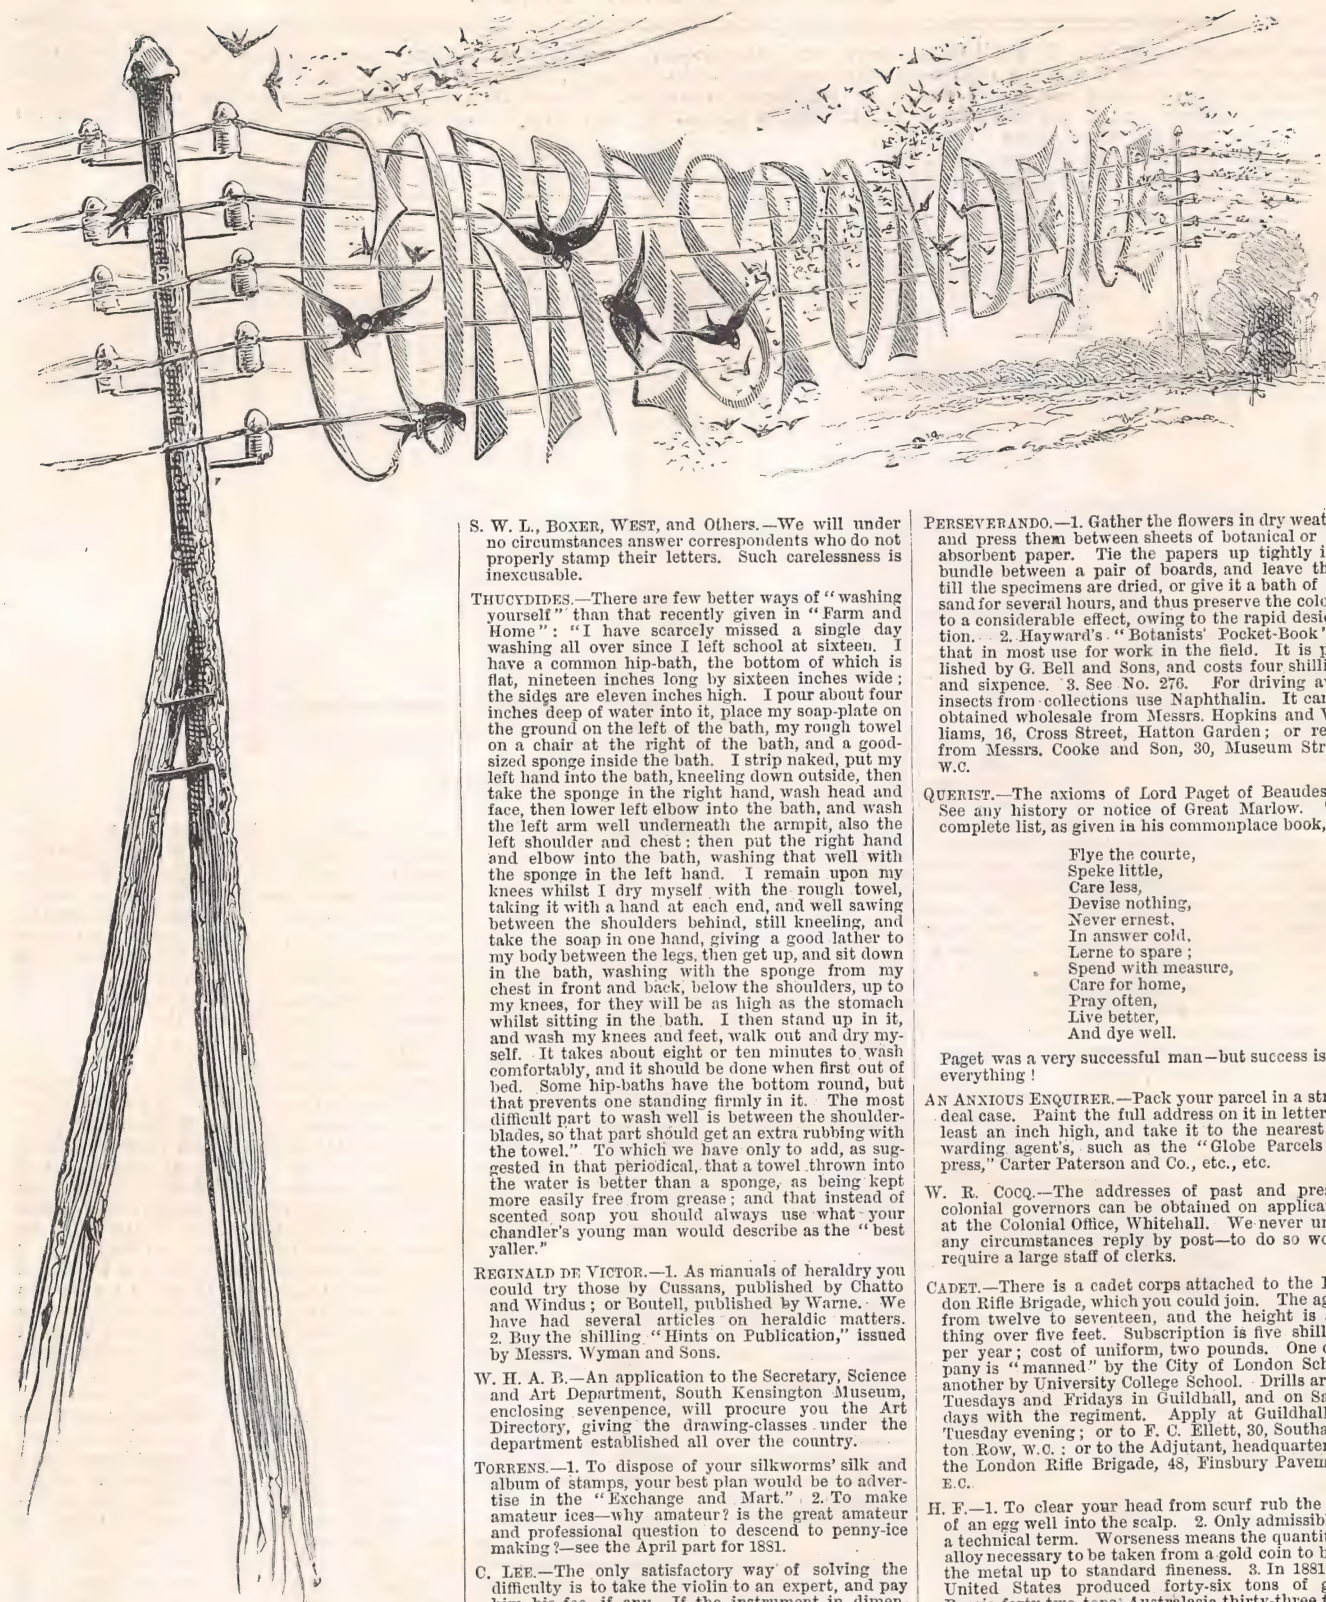 CORRESPONDENCE
S. W. L., BOXER, WEST, and Others.—We will under
no circumstances answer correspondents who do not
properly stamp their letters. Such carelessness is
inexcusable.
THUCYDIDES.—There are few better ways of "washing
yourself" than that recently given in "Farm and
Home": "I have scarcely missed a single day
washing all over since I left school at sixteen. I
have a common hip-bath, the bottom of which is
flat, nineteen inches long by sixteen inches wide;
the sides are eleven inches high. I pour about four
inches deep of water into it, place my soap-plate on
the ground on the left of the bath, my rough towel
on a chair at the right of the bath, and a good-
sized sponge inside the bath. I strip naked, put my
left hand into the bath, kneeling down outside, then
take the sponge in the right hand, wash head and
face, then lower left elbow into the bath, and wash
the left arm well underneath the armpit, also the
left shoulder and chest; then put the right hand
and elbow into the bath, washing that well with
the sponge in the left hand. I remain upon my
knees whilst I dry myself with the rough towel,
taking it with a hand at each end, and well sawing
between the shoulders behind, still kneeling, and
take the soap in one hand, giving a good lather to
my body between the legs, then get up, and sit down
in the bath, washing with the sponge from my
chest in front and back, below the shoulders, up to
my knees, for they will be as high as the stomach
whilst sitting in the bath. I then stand up in it,
and wash my knees and feet, walk out and dry my-
self. It takes about eight or ten minutes to wash
comfortably, and it should be done when first out of
bed. Some hip-baths have the bottom round, but
that prevents one standing firmly in it. The most
difficult part to wash well is between the shoulder-
blades, so that part should get an extra rubbing with
the towel." To which we have only to add, as sug-
gested in that periodical, that a towel thrown into
the water is better than a sponge, as being kept
more easily free from grease; and that instead of
scented soap you should always use what your
chandler's young man would describe as the "best
yaller."
REGINALD DE VICTOR.—1. As manuals of heraldry you
could try those by Cussans, published by Chatto
and Windus; or Boutell, published by Warne. We
have had several articles on heraldic matters.
2. Buy the shilling "Hints on Publication," issued
by Messrs. Wyman and Sons.
W. H. A. B.—An application to the Secretary, Science
and Art Department, South Kensington Museum,
enclosing sevenpence, will procure you the Art
Directory, giving the drawing-classes under the
department established all over the country.
TORRENS.—1. To dispose of your silkworms' silk and
album of stamps, your best plan would be to adver-
tise in the "Exchange and Mart." 2. To make
amateur ices—why amateur? is the great amateur
and professional question to descend to penny-ice
making?—see the April part for 1881.
C. LEE.—The only satisfactory way of solving the
difficulty is to take the violin to an expert, and pay
him his fee, if any. If the instrument in dimen-
PERSEVERANDO.—1. Gather the flowers in dry weat
and press them between sheets of botanical or
absorbent paper. Tie the papers up tightly i
bundle between a pair of boards, and leave th
till the specimens are dried, or give it a bath of
sand for several hours, and thus preserve the colo
to a considerable effect, owing to the rapid desic
tion. 2. Hayward's "Botanists' Pocket-Book"
that in most use for work in the field. It is p
lished by G. Bell and Sons, and costs four shilli
and sixpence. 3. See No. 276. For driving a
insects from collections use Naphthalin. It can
obtained wholesale from Messrs. Hopkins and W
liams, 16, Cross Street, Hatton Garden; or re
from Messrs. Cooke and Son, 30, Museum Str
W.C.
QUERIST.—The axioms of Lord Paget of Beaudes
See any history or notice of Great Marlow.
complete list, as given in his commonplace book,
Flye the courte,
Speke little,
Care less,
Devise nothing,
Never ernest,
In answer cold,
Lerne to spare;
Spend with measure,
Care for home,
Pray often,
Live better,
And dye well.
Paget was a very successful man—but success is
everything!
AN ANXIOUS ENQUIRER.—Pack your parcel in a str
deal case. Paint the full address on it in letter
least an inch high, and take it to the nearest
warding agent's, such as the "Globe Parcels
press," Carter Paterson and Co., etc., etc.
W. R. COCQ.—The addresses of past and pre
colonial governors can be obtained on applica
at the Colonial Office, Whitehall. We never un
any circumstances reply by post—to do so wo
require a large staff of clerks.
CADET.—There is a cadet corps attached to the L
don Rifle Brigade, which you could join. The ag
from twelve to seventeen, and the height is
thing over five feet. Subscription is five shill
per year; cost of uniform, two pounds. One c
pany is "manned" by the City of London Sch
another by University College School. Drills ar
Tuesdays and Fridays in Guildhall, and on Sa
days with the regiment. Apply at Guildhall
Tuesday evening; or to F. C. Ellett, 30, Southa
ton Row, W.C.: or to the Adjutant, headquarter
the London Rifle Brigade, 48, Finsbury Pavem
E.C.
H. F.—1. To clear your head from scurf rub the
of an egg well into the scalp. 2. Only admissib
a technical term. Worseness means the quantit
alloy necessary to be taken from a gold coin to b
the metal up to standard fineness. 3. In 1881
United States produced forty-six tons of g
Russia forty-two tons; Australasia thirty-three